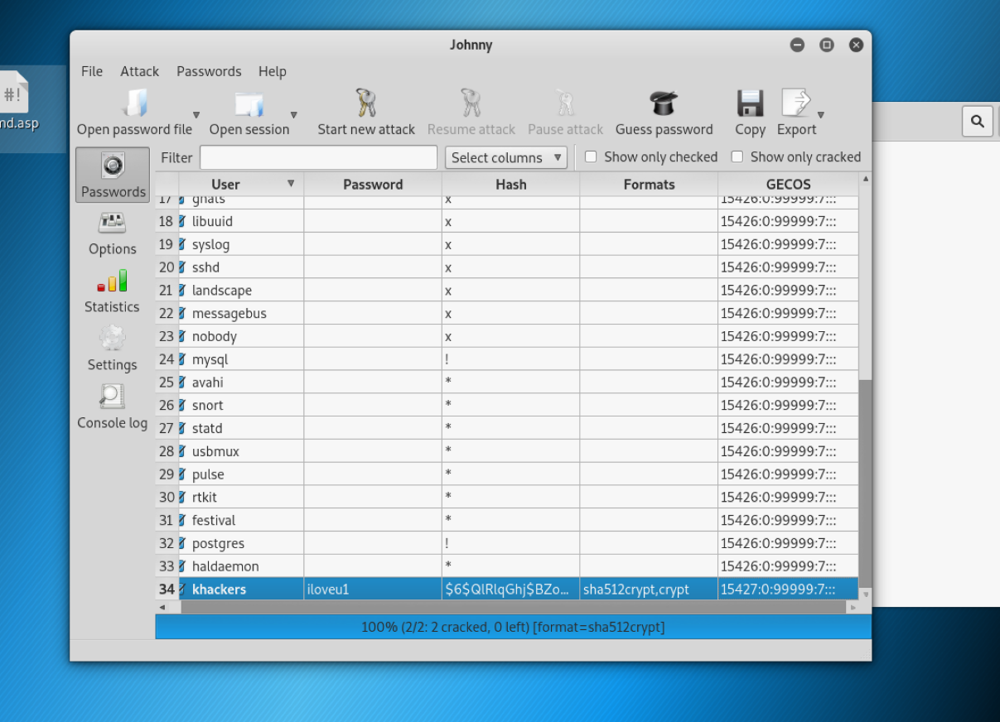 Johnny
File Attack Passwords Help
#!
nd.asp
Open password file Open session Start new attack Resume attack Pause attack Guess password Copy Export
Passwords
Options
Statistics
Settings
Console log
Filter Select columns Show only checked Show only cracked
User Password Hash Formats GECOS
17 gnats x 15426:0:99999:7:::
18 libuuid x 15426:0:99999:7:::
19 syslog x 15426:0:99999:7:::
20 sshd x 15426:0:99999:7:::
21 landscape x 15426:0:99999:7:::
22 messagebus x 15426:0:99999:7:::
23 nobody x 15426:0:99999:7:::
24 mysql ! 15426:0:99999:7:::
25 avahi * 15426:0:99999:7:::
26 snort * 15426:0:99999:7:::
27 statd * 15426:0:99999:7:::
28 usbmux * 15426:0:99999:7:::
29 pulse * 15426:0:99999:7:::
30 rtkit * 15426:0:99999:7:::
31 festival * 15426:0:99999:7:::
32 postgres ! 15426:0:99999:7:::
33 haldaemon * 15426:0:99999:7:::
34 khackers iloveu1 $6$QlRlqGhj$BZo... sha512crypt,crypt 15427:0:99999:7:::
100% (2/2: 2 cracked, 0 left) [format=sha512crypt]